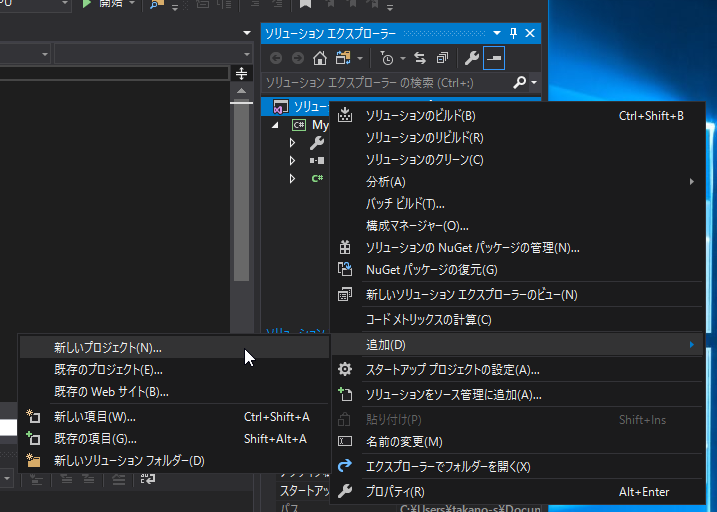 PU
開始
ソリューション エクスプローラー
ソリューション エクスプローラー の検索 (Ctrl+:)
ソリュー
My
C#
ソリューションのビルド(B) Ctrl+Shift+B
ソリューションのリビルド(R)
ソリューションのクリーン(C)
分析(A)
バッチ ビルド(T)...
構成マネージャー(O)...
ソリューションの NuGet パッケージの管理(N)...
NuGet パッケージの復元(G)
新しいソリューション エクスプローラーのビュー(N)
コード メトリックスの計算(C)
追加(D)
スタートアップ プロジェクトの設定(A)...
ソリューションをソース管理に追加(A)...
貼り付け(P) Shift+Ins
名前の変更(M)
エクスプローラーでフォルダーを開く(X)
プロパティ(R) Alt+Enter
新しいプロジェクト(N)...
既存のプロジェクト(E)...
既存の Web サイト(B)...
新しい項目(W)... Ctrl+Shift+A
既存の項目(G)... Shift+Alt+A
新しいソリューション フォルダー(D)
ソリューション
スタートアッ
パス C:¥Users¥takano-s¥Docun